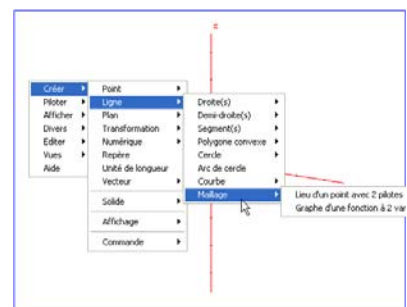 Créer
Piloter
Afficher
Divers
Editer
Vues
Aide
Point
Ligne
Plan
Transformation
Numérique
Repère
Unité de longueur
Vecteur
Solide
Affichage
Commande
Droite(s)
Demi-droite(s)
Segment(s)
Polygone convexe
Cercle
Arc de cercle
Courbe
Maillage
Lieu d'un point avec 2 pilotes
Graphe d'une fonction à 2 var